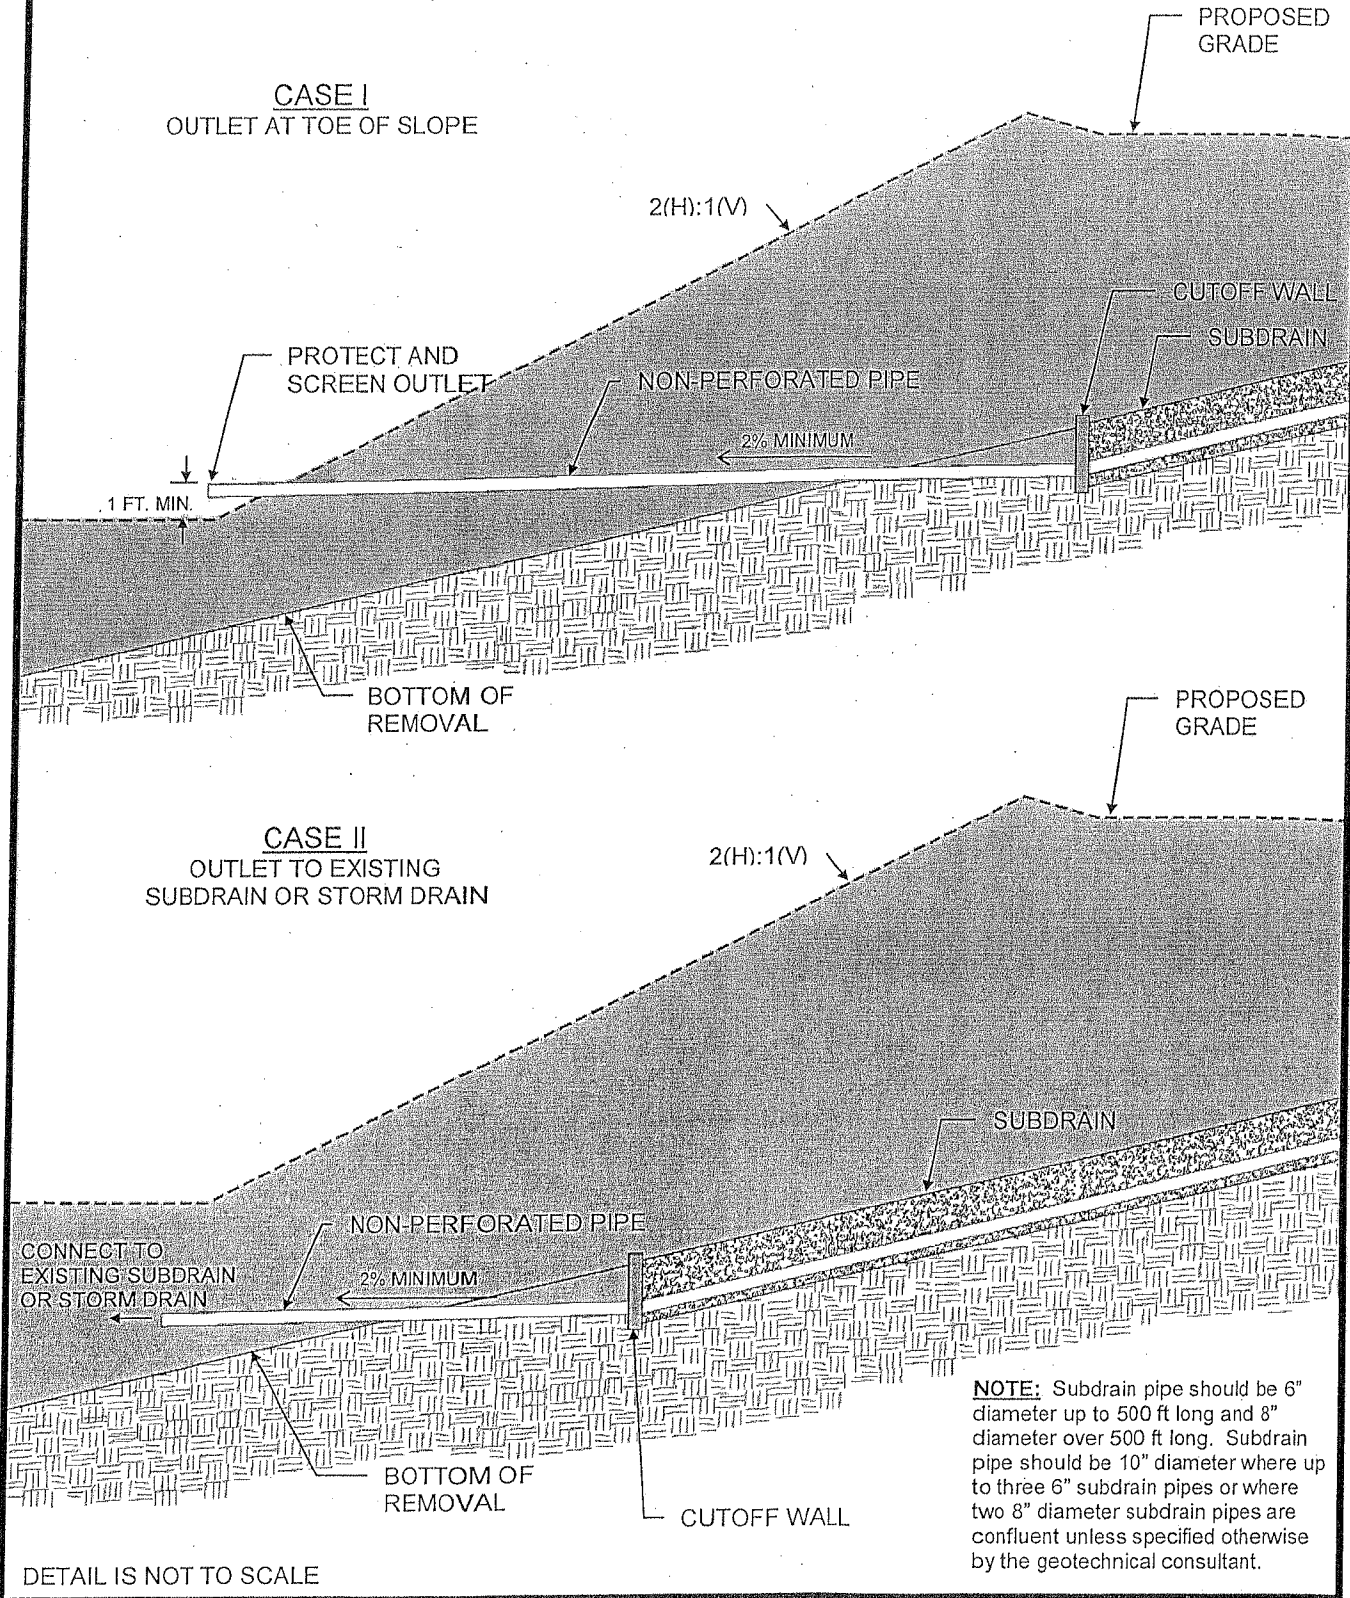 PROPOSED
GRADE
CASE I
OUTLET AT TOE OF SLOPE
2(H):1(V)
CUTOFF WALL
SUBDRAIN
PROTECT AND
SCREEN OUTLET
NON-PERFORATED PIPE
2% MINIMUM
1 FT. MIN.
BOTTOM OF
REMOVAL
PROPOSED
GRADE
CASE II
OUTLET TO EXISTING
SUBDRAIN OR STORM DRAIN
2(H):1(V)
SUBDRAIN
NON-PERFORATED PIPE
CONNECT TO
EXISTING SUBDRAIN
OR STORM DRAIN
2% MINIMUM
BOTTOM OF
REMOVAL
CUTOFF WALL
NOTE: Subdrain pipe should be 6"
diameter up to 500 ft long and 8"
diameter over 500 ft long. Subdrain
pipe should be 10" diameter where up
to three 6" subdrain pipes or where
two 8" diameter subdrain pipes are
confluent unless specified otherwise
by the geotechnical consultant.
DETAIL IS NOT TO SCALE